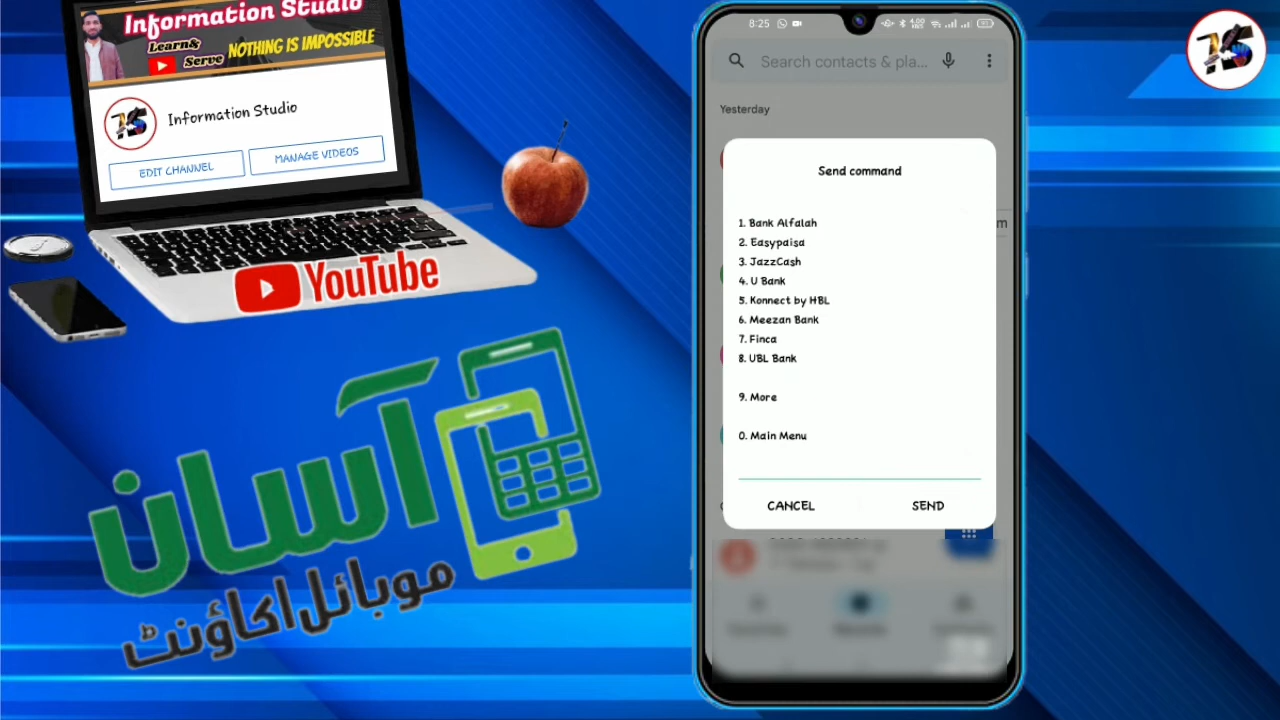 Information Studio
Learn&
Serve
NOTHING IS IMPOSSIBLE
Information Studio
EDIT CHANNEL
MANAGE VIDEOS
YouTube
آسان
موبائل اکاؤنٹ
8:25
Search contacts & pla...
Yesterday
Send command
1. Bank Alfalah
2. Easypaisa
3. JazzCash
4. U Bank
5. Konnect by HBL
6. Meezan Bank
7. Finca
8. UBL Bank
9. More
0. Main Menu
CANCEL
SEND